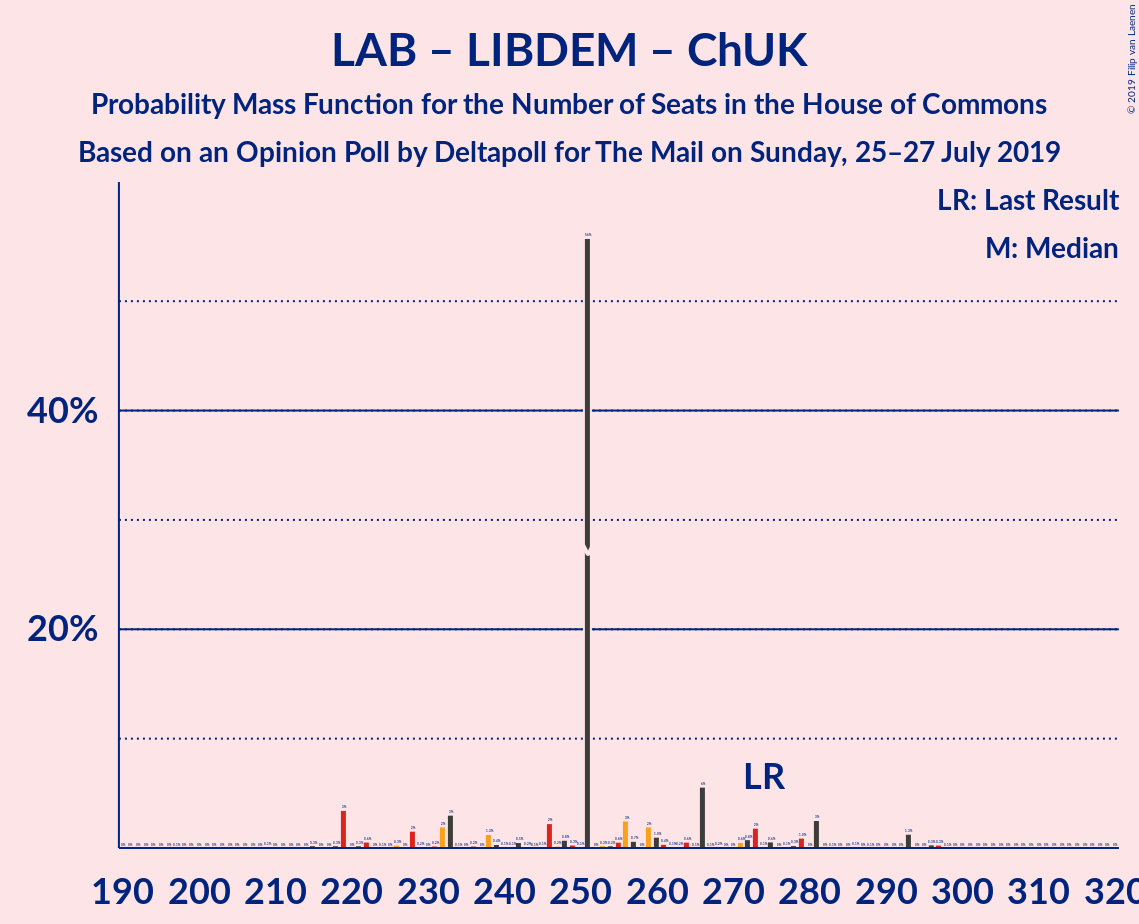 LAB – LIBDEM – ChUK
Probability Mass Function for the Number of Seats in the House of Commons
Based on an Opinion Poll by Deltapoll for The Mail on Sunday, 25–27 July 2019
© 2019 Filip van Laenen
LR: Last Result
M: Median
40%
20%
LR
190 200 210 220 230 240 250 260 270 280 290 300 310 320